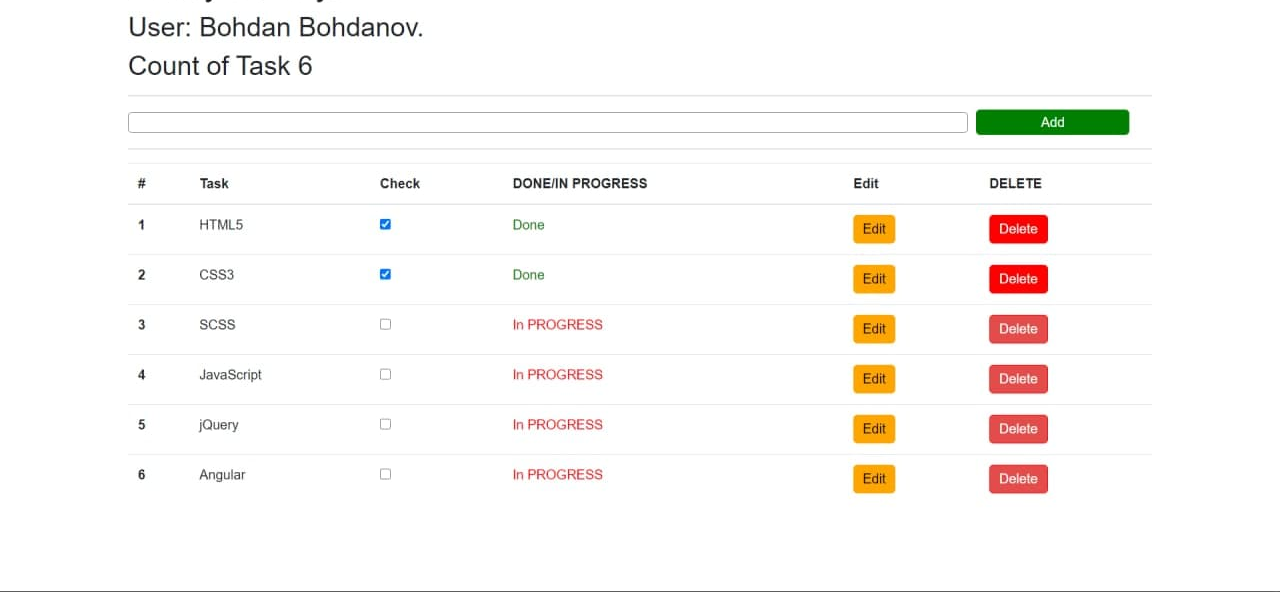 User: Bohdan Bohdanov.
Count of Task 6
Add
# Task Check DONE/IN PROGRESS Edit DELETE
1 HTML5 Done Edit Delete
2 CSS3 Done Edit Delete
3 SCSS In PROGRESS Edit Delete
4 JavaScript In PROGRESS Edit Delete
5 jQuery In PROGRESS Edit Delete
6 Angular In PROGRESS Edit Delete